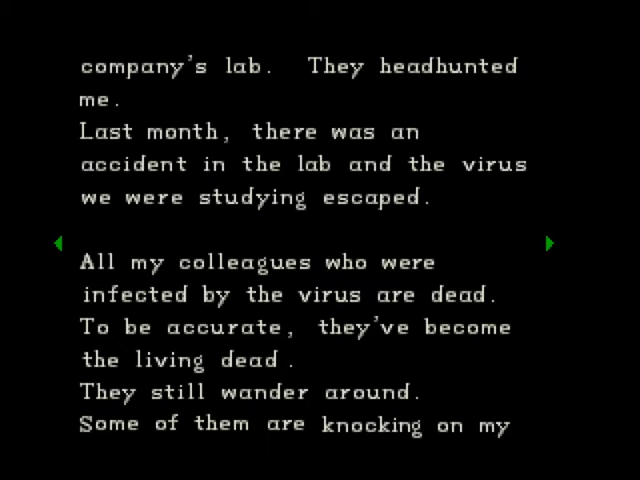 company's lab. They headhunted
me.
Last month, there was an
accident in the lab and the virus
we were studying escaped.
All my colleagues who were
infected by the virus are dead.
To be accurate, they've become
the living dead.
They still wander around.
Some of them are knocking on my